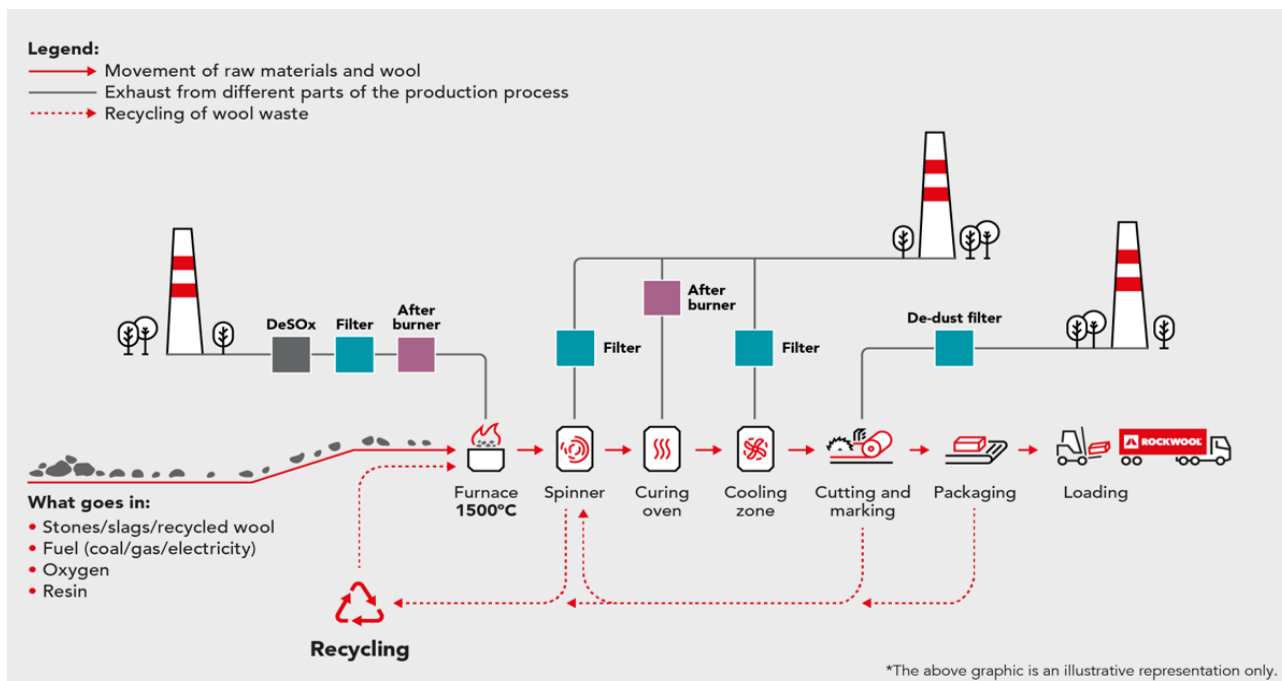 Legend:
Movement of raw materials and wool
Exhaust from different parts of the production process
Recycling of wool waste
DeSOx
Filter
After
burner
Filter
After
burner
Filter
De-dust filter
ROCKWOOL
Furnace
1500°C
Spinner
Curing
oven
Cooling
zone
Cutting and
marking
Packaging
Loading
What goes in:
• Stones/slags/recycled wool
• Fuel (coal/gas/electricity)
• Oxygen
• Resin
Recycling
*The above graphic is an illustrative representation only.